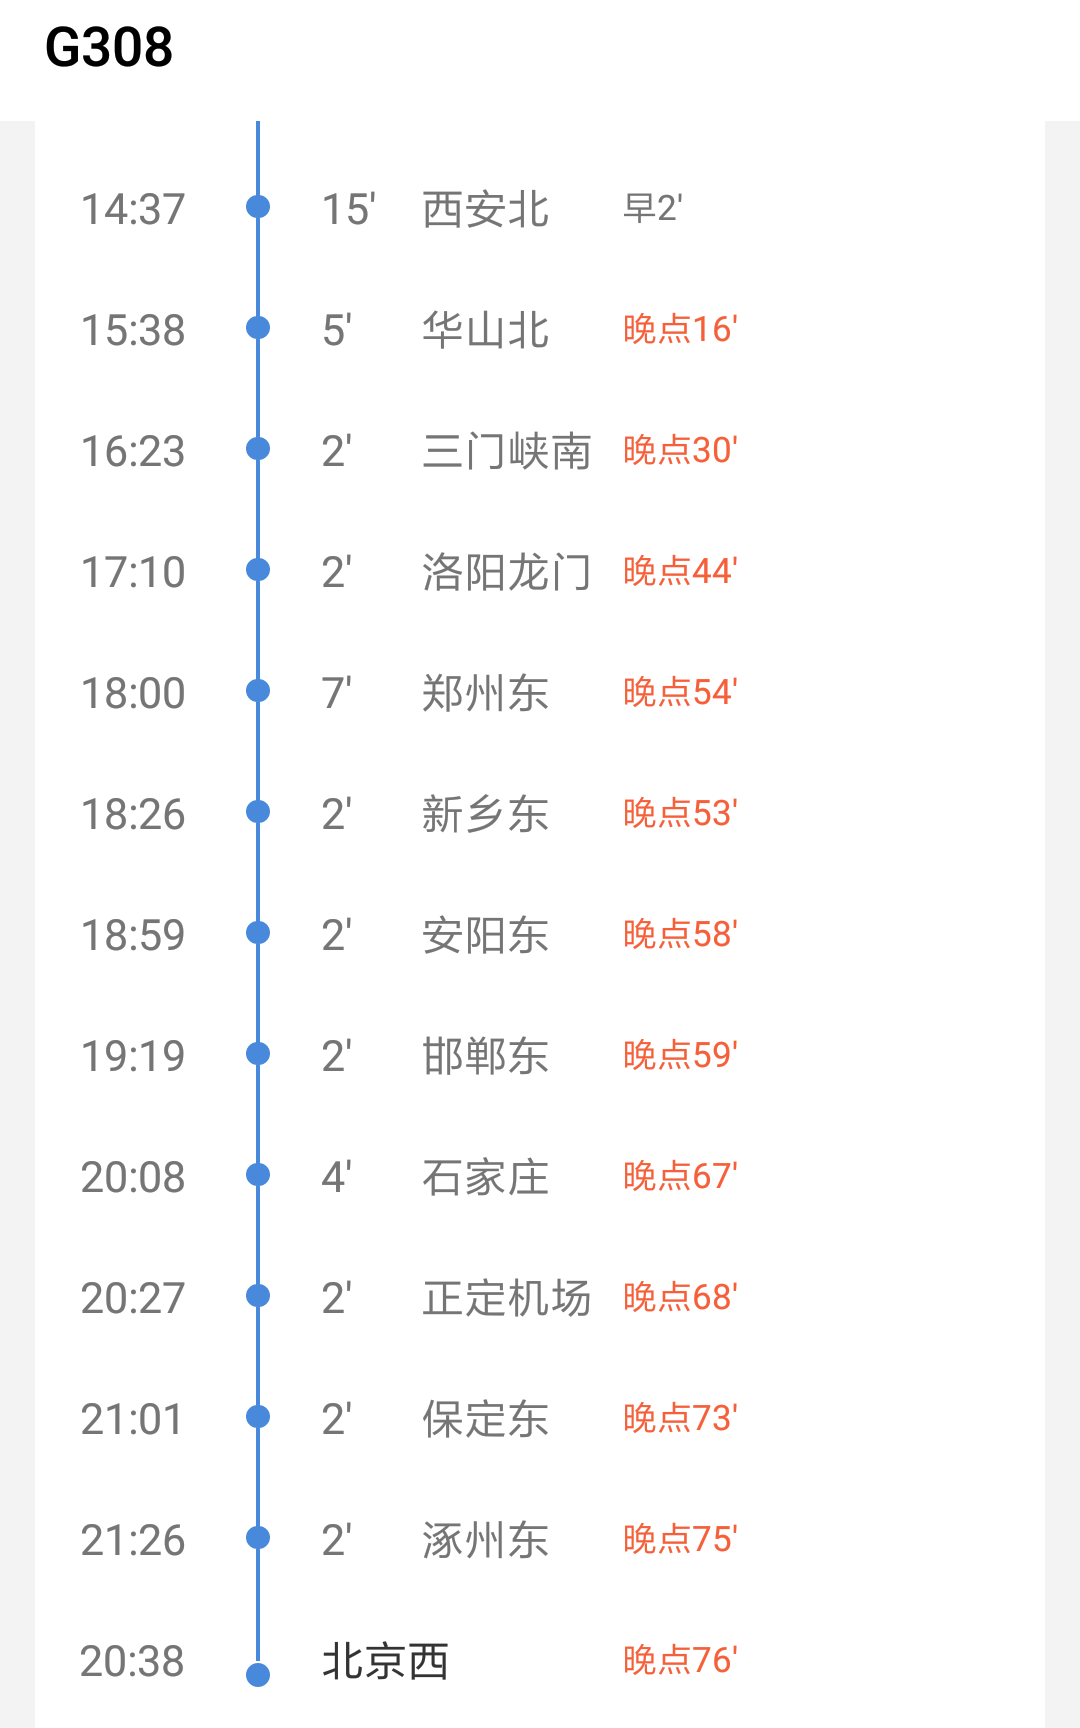 G308
14:37 15' 西安北 早2'
15:38 5' 华山北 晚点16'
16:23 2' 三门峡南 晚点30'
17:10 2' 洛阳龙门 晚点44'
18:00 7' 郑州东 晚点54'
18:26 2' 新乡东 晚点53'
18:59 2' 安阳东 晚点58'
19:19 2' 邯郸东 晚点59'
20:08 4' 石家庄 晚点67'
20:27 2' 正定机场 晚点68'
21:01 2' 保定东 晚点73'
21:26 2' 涿州东 晚点75'
20:38 北京西 晚点76'